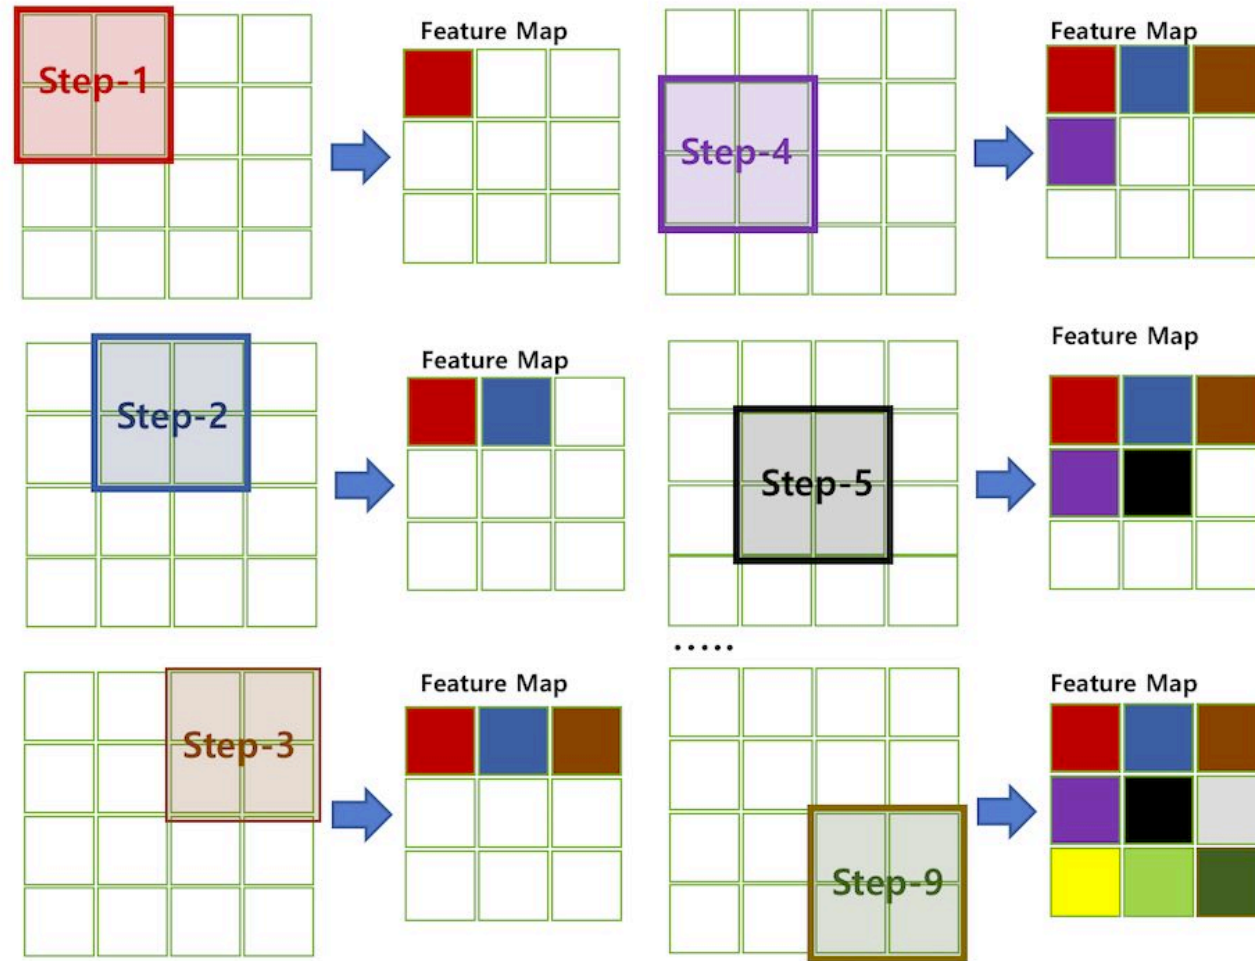 Feature Map
Step-1
Feature Map
Step-4
Feature Map
Step-2
Feature Map
Step-5
.....
Feature Map
Step-3
Feature Map
Step-9